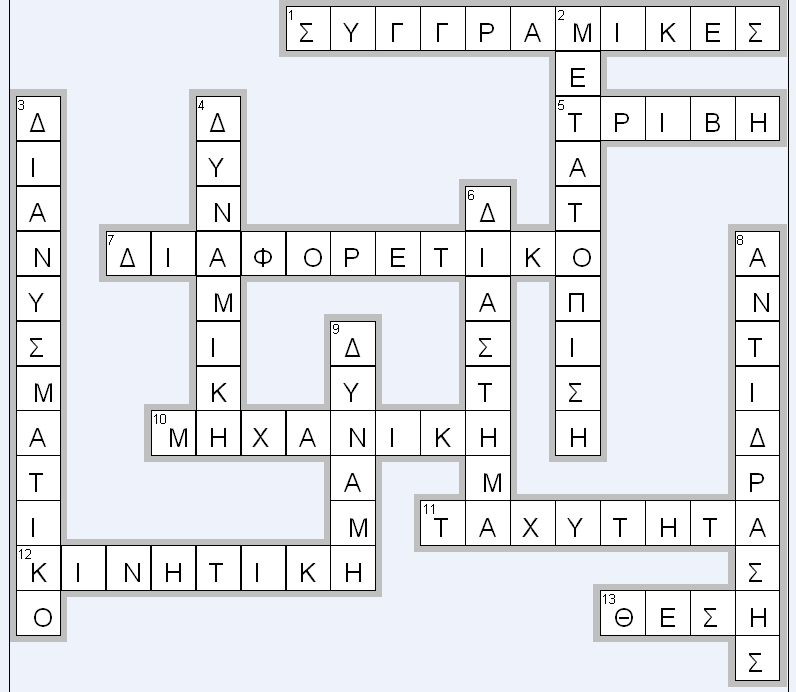 1 ΣΥΓΓΡΑΜΙΚΕΣ
2 ΜΕΤΑΤΟΠΙΣΗ
3 ΔΙΑΝΥΣΜΑΤΙΚΟ
4 ΔΥΝΑΜΙΚΗ
5 ΤΡΙΒΗ
6 ΔΙΑΣΤΗΜΑ
7 ΔΙΑΦΟΡΕΤΙΚΟ
8 ΑΝΤΙΔΡΑΣΗΣ
9 ΔΥΝΑΜΗ
10 ΜΗΧΑΝΙΚΗ
11 ΤΑΧΥΤΗΤΑ
12 ΚΙΝΗΤΙΚΗ
13 ΘΕΣΗ